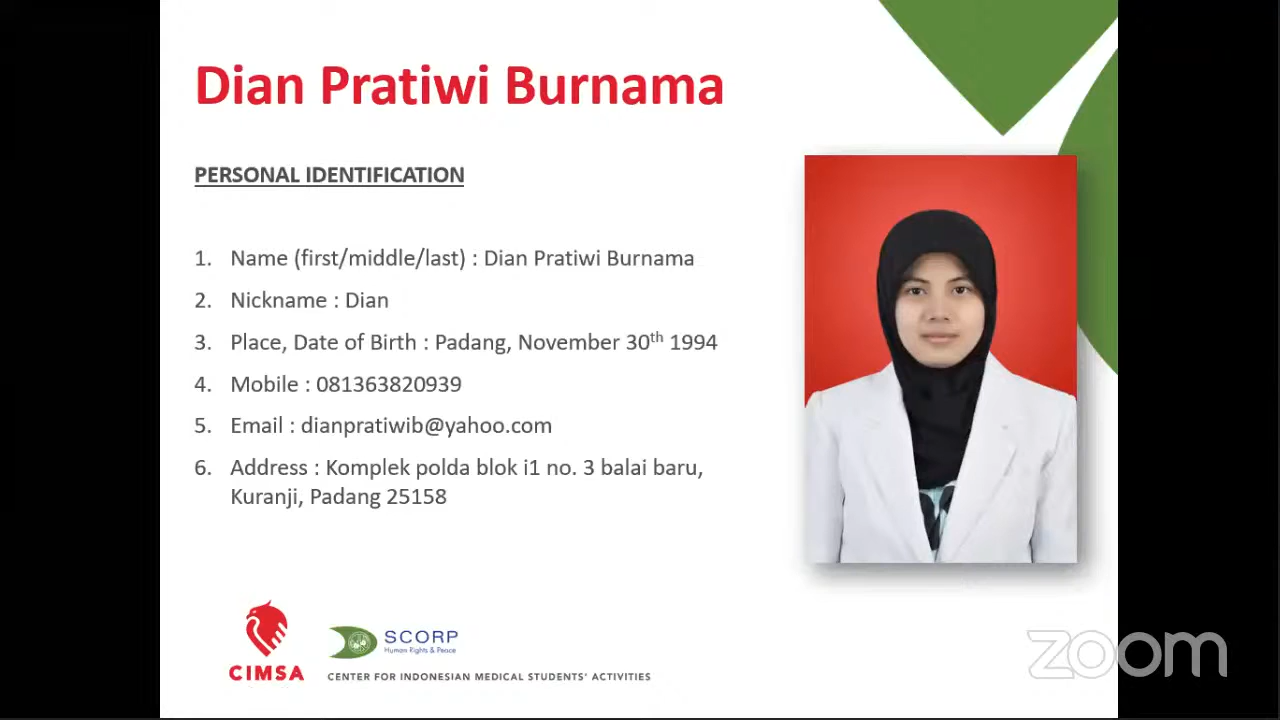 Dian Pratiwi Burnama
PERSONAL IDENTIFICATION
1. Name (first/middle/last) : Dian Pratiwi Burnama
2. Nickname : Dian
3. Place, Date of Birth : Padang, November 30th 1994
4. Mobile : 081363820939
5. Email : dianpratiwib@yahoo.com
6. Address : Komplek polda blok i1 no. 3 balai baru,
Kuranji, Padang 25158
CIMSA
SCORP
Human Rights & Peace
CENTER FOR INDONESIAN MEDICAL STUDENTS' ACTIVITIES
zoom